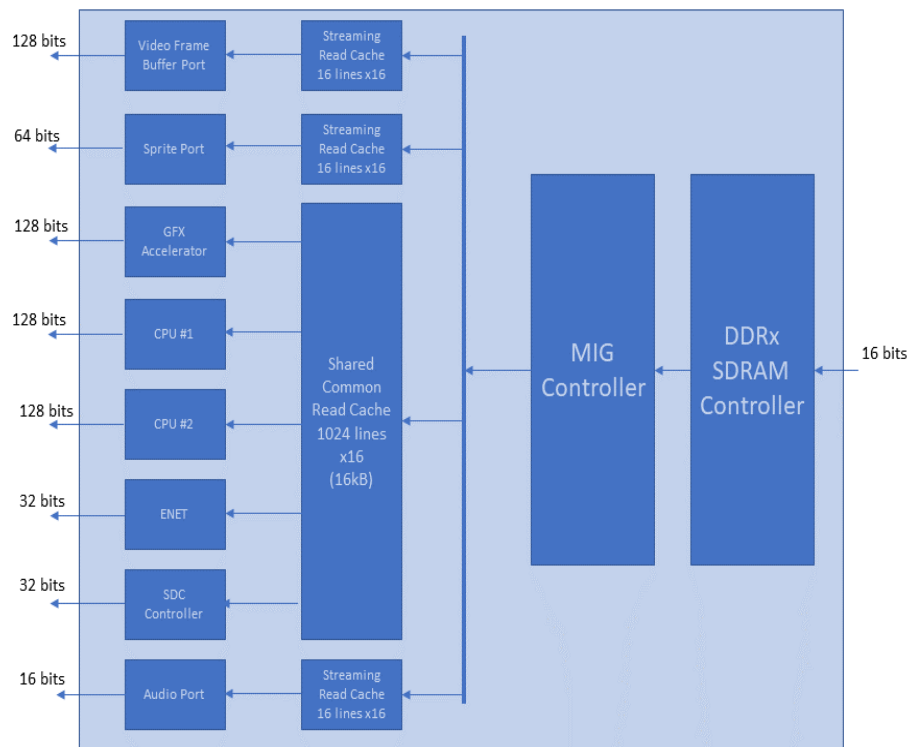 128 bits
Video Frame
Buffer Port
Streaming
Read Cache
16 lines x16
64 bits
Sprite Port
Streaming
Read Cache
16 lines x16
128 bits
GFX
Accelerator
128 bits
CPU #1
128 bits
CPU #2
32 bits
ENET
32 bits
SDC
Controller
Shared
Common
Read Cache
1024 lines
x16
(16kB)
16 bits
Audio Port
Streaming
Read Cache
16 lines x16
MIG
Controller
DDRx
SDRAM
Controller
16 bits